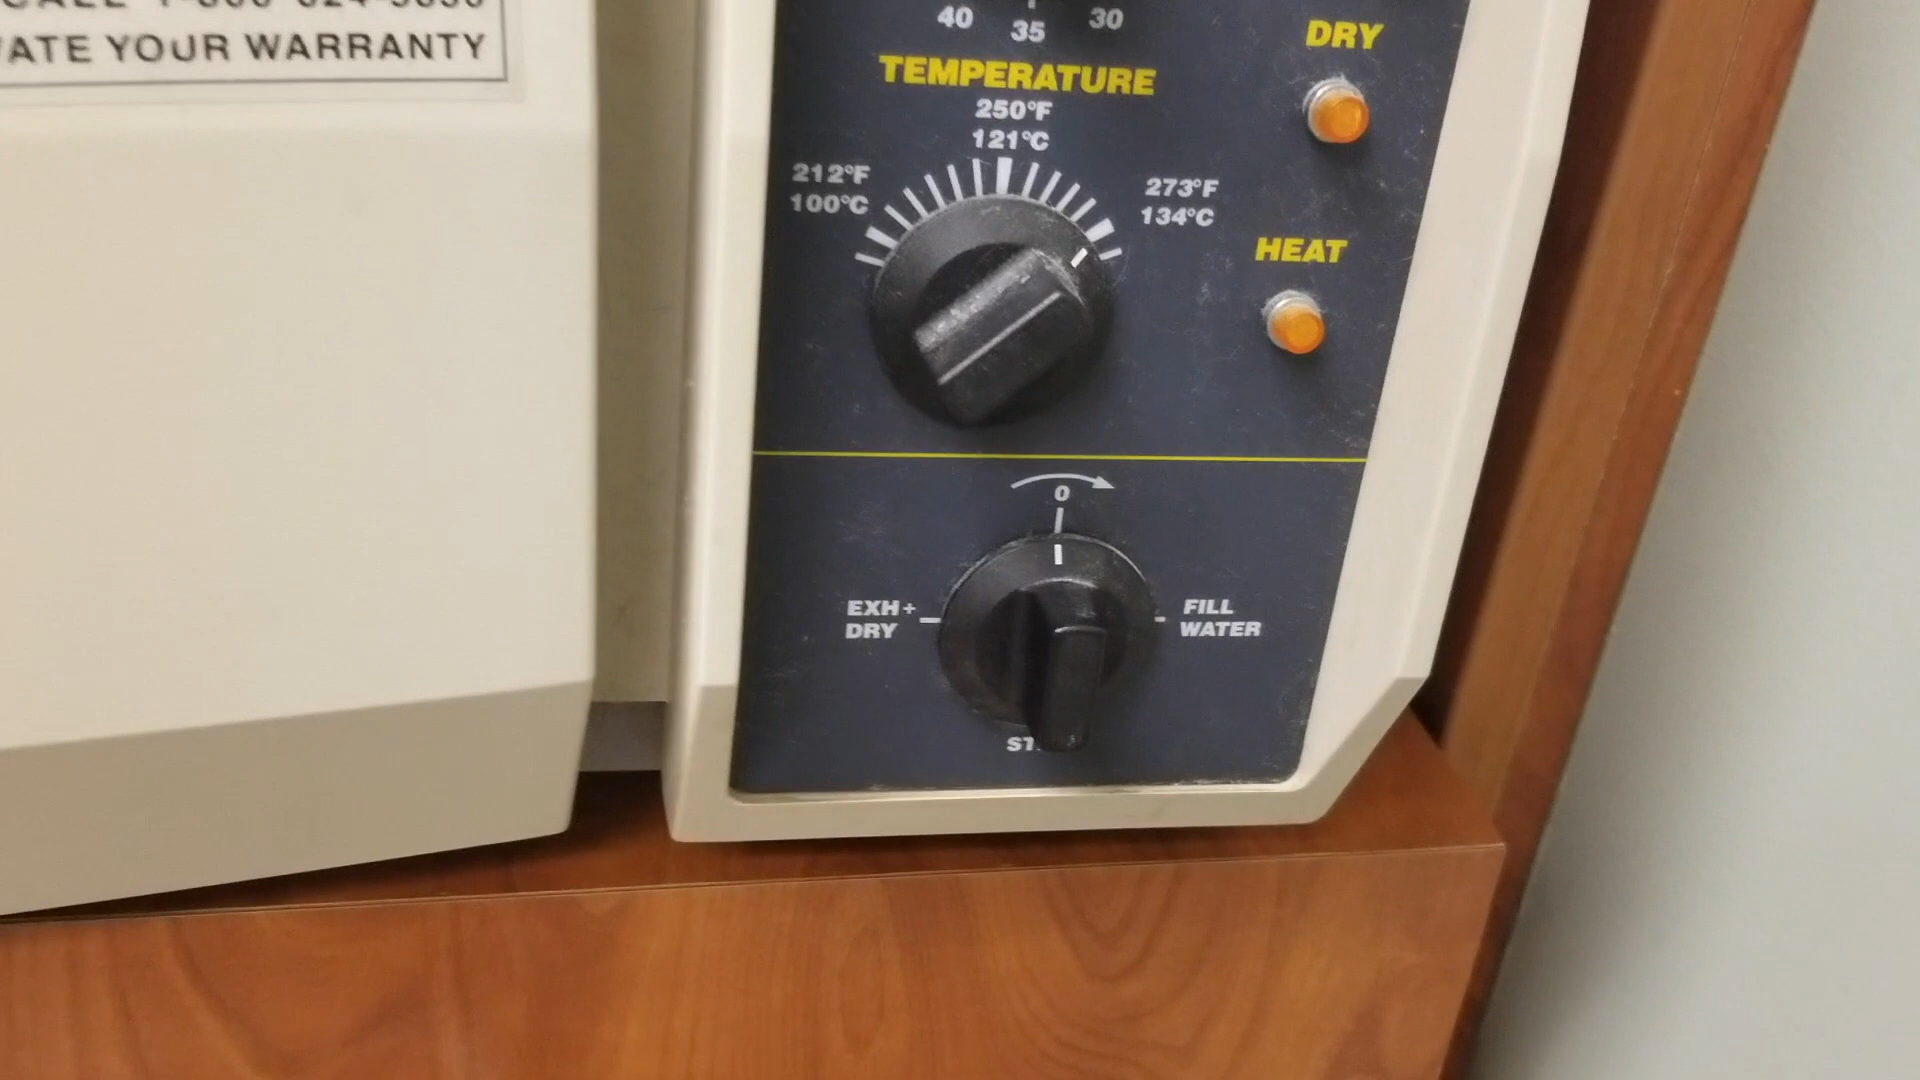 YOUR WARRANTY
40 35 30
DRY
TEMPERATURE
250°F
121°C
212°F
100°C
273°F
134°C
HEAT
0
EXH+
DRY
FILL
WATER